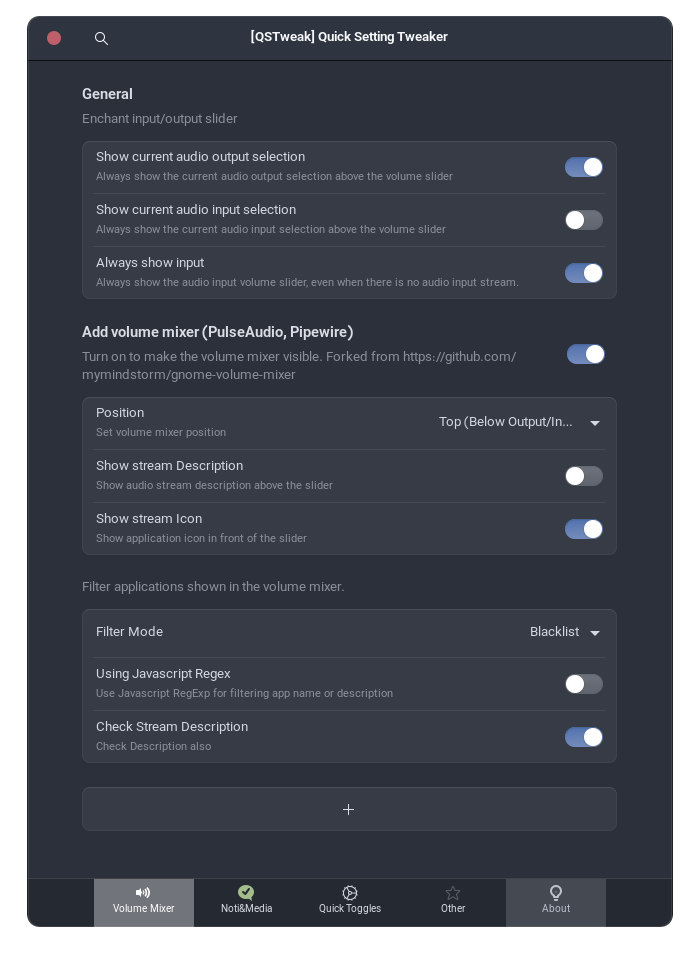 [QSTweak] Quick Setting Tweaker
General
Enchant input/output slider
Show current audio output selection
Always show the current audio output selection above the volume slider
Show current audio input selection
Always show the current audio input selection above the volume slider
Always show input
Always show the audio input volume slider, even when there is no audio input stream.
Add volume mixer (PulseAudio, Pipewire)
Turn on to make the volume mixer visible. Forked from https://github.com/
mymindstorm/gnome-volume-mixer
Position
Set volume mixer position
Top (Below Output/In...
Show stream Description
Show audio stream description above the slider
Show stream Icon
Show application icon in front of the slider
Filter applications shown in the volume mixer.
Filter Mode
Blacklist
Using Javascript Regex
Use Javascript RegExp for filtering app name or description
Check Stream Description
Check Description also
Volume Mixer
Noti&Media
Quick Toggles
Other
About